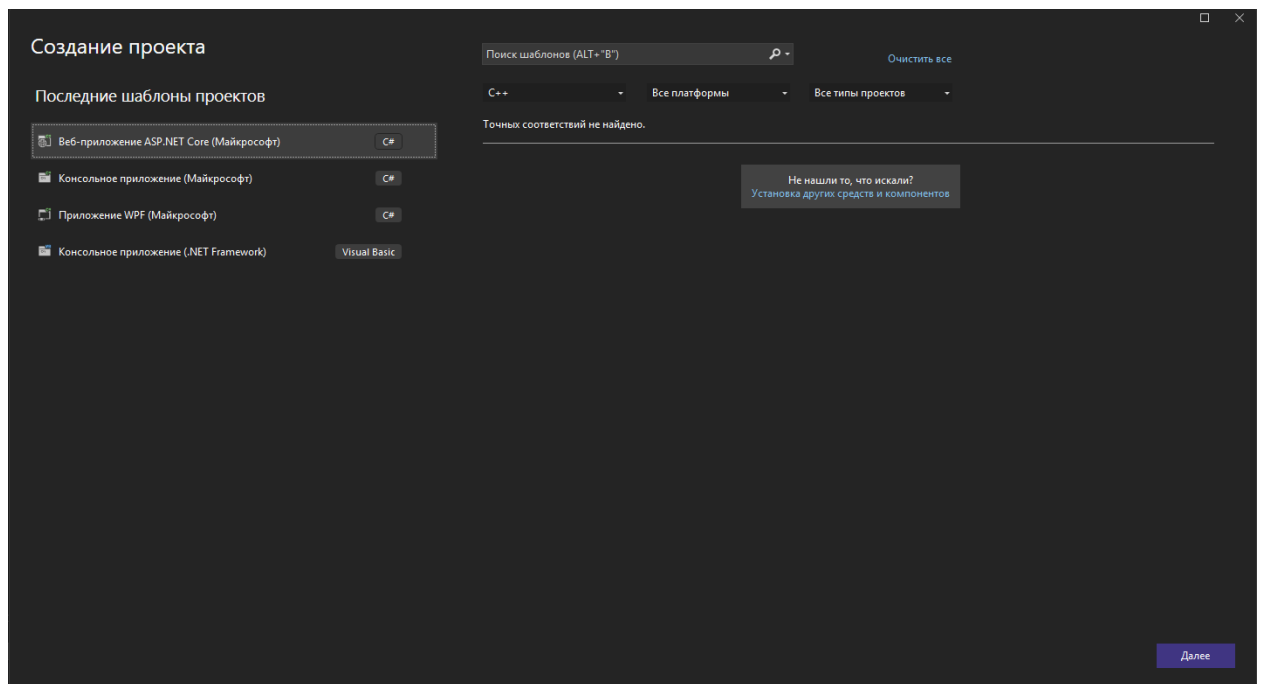 Создание проекта
Последние шаблоны проектов
Веб-приложение ASP.NET Core (Майкрософт) C#
Консольное приложение (Майкрософт) C#
Приложение WPF (Майкрософт) C#
Консольное приложение (.NET Framework) Visual Basic
Поиск шаблонов (ALT+"B")
Очистить все
C++ Все платформы Все типы проектов
Точных соответствий не найдено.
Не нашли то, что искали?
Установка других средств и компонентов
Далее